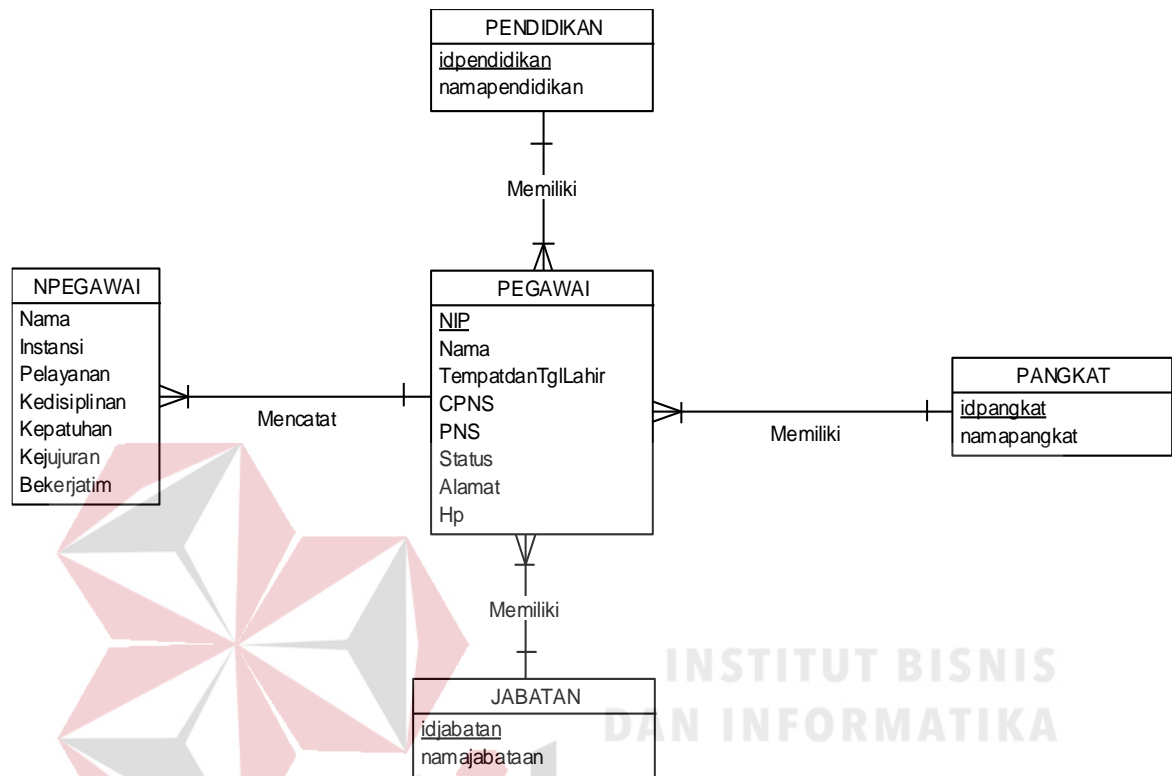 PENDIDIKAN
idpendidikan
namapendidikan
Memiliki
NPEGAWAI
Nama
Instansi
Pelayanan
Kedisiplinan
Kepatuhan
Kejujuran
Bekerjatim
Mencatat
PEGAWAI
NIP
Nama
TempatdanTglLahir
CPNS
PNS
Status
Alamat
Hp
Memiliki
PANGKAT
idpangkat
namapangkat
Memiliki
JABATAN
idjabatan
namajabataan
INSTITUT BISNIS
DAN INFORMATIKA